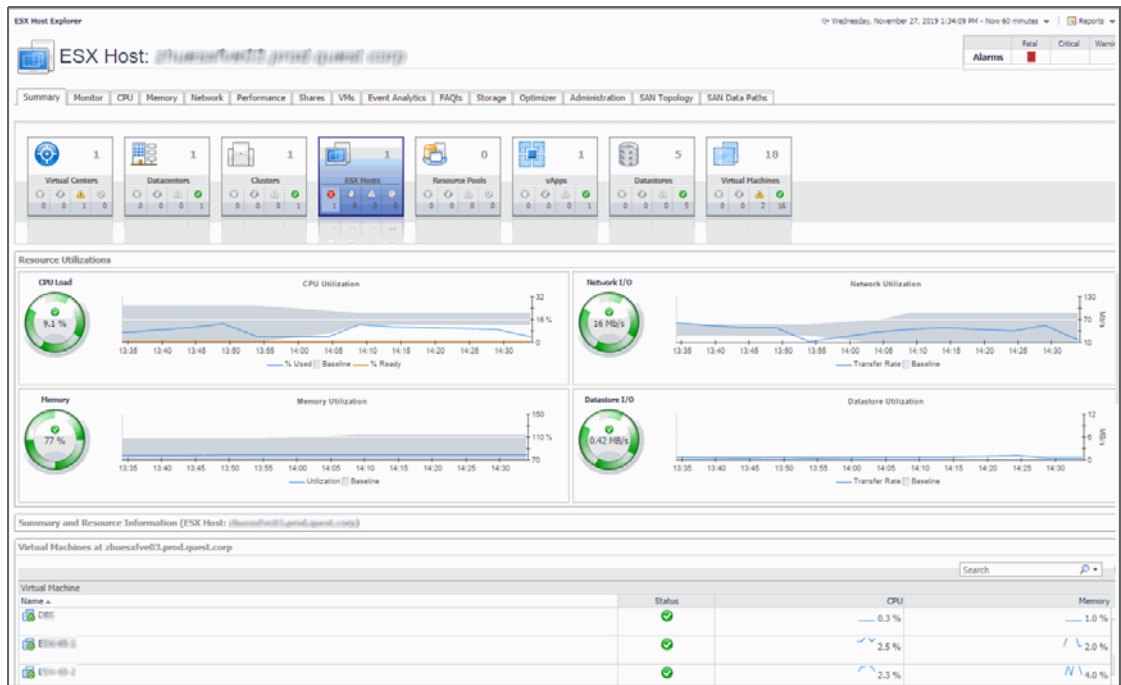 ESX Host Explorer
Wednesday, November 27, 2019 1:34:09 PM - Now 60 minutes
Reports
ESX Host:
Fatal Critical Warnin
Alarms
Summary Monitor CPU Memory Network Performance Shares VMs Event Analytics FAQts Storage Optimizer Administration SAN Topology SAN Data Paths
1 1 1 1 0 1 5 18
Virtual Centers Datacenters Clusters ESX Hosts Resource Pools vApps Datastores Virtual Machines
0 0 1 0 0 0 0 1 0 0 0 1 1 0 0 0 0 0 0 0 0 0 0 1 0 0 0 5 0 0 2 16
Resource Utilizations
CPU Load
CPU Utilization
9.1 %
32
16 %
0
13:35 13:40 13:45 13:50 13:55 14:00 14:05 14:10 14:15 14:20 14:25 14:30
% Used Baseline % Ready
Network I/O
Network Utilization
16 Mb/s
130
70
10
Mb/s
13:35 13:40 13:45 13:50 13:55 14:00 14:05 14:10 14:15 14:20 14:25 14:30
Transfer Rate Baseline
Memory
Memory Utilization
77 %
150
110 %
70
13:35 13:40 13:45 13:50 13:55 14:00 14:05 14:10 14:15 14:20 14:25 14:30
Utilization Baseline
Datastore I/O
Datastore Utilization
0.42 MB/s
12
6
0
MB/s
13:35 13:40 13:45 13:50 13:55 14:00 14:05 14:10 14:15 14:20 14:25 14:30
Transfer Rate Baseline
Summary and Resource Information (ESX Host: )
Virtual Machines at zhuesxfve03.prod.quest.corp
Search
Virtual Machine
Name Status CPU Memory
0.3 % 1.0 %
2.5 % 2.0 %
2.3 % 4.0 %